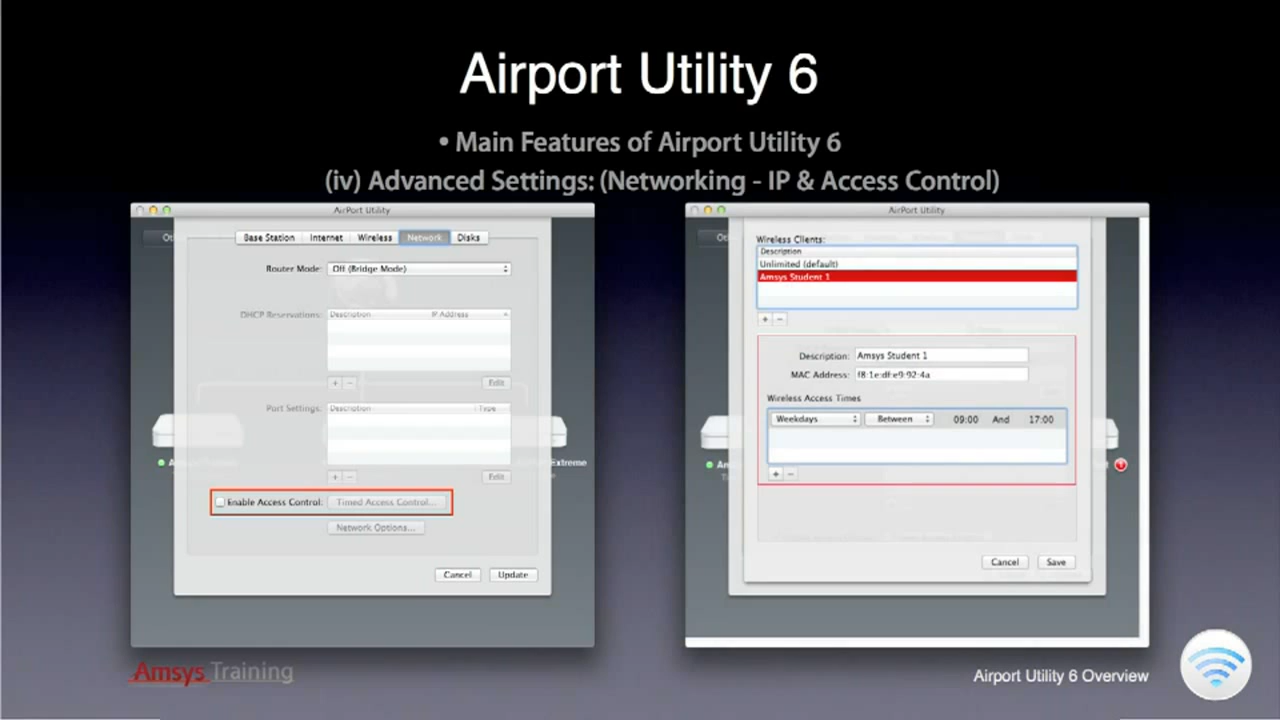 Airport Utility 6
• Main Features of Airport Utility 6
(iv) Advanced Settings: (Networking - IP & Access Control)
AirPort Utility
Base Station Internet Wireless Network Disks
Router Mode: Off (Bridge Mode)
DHCP Reservations: Description IP Address
+ − Edit
Port Settings: Description Type
Extreme
+ − Edit
Enable Access Control: Timed Access Control...
Network Options...
Cancel Update
AirPort Utility
Wireless Clients:
Description
Unlimited (default)
Amsys Student 1
+ −
Description: Amsys Student 1
MAC Address: f8:1e:df:e9:92:4a
Wireless Access Times
Weekdays Between 09:00 And 17:00
+ −
Cancel Save
Amsys Training
Airport Utility 6 Overview